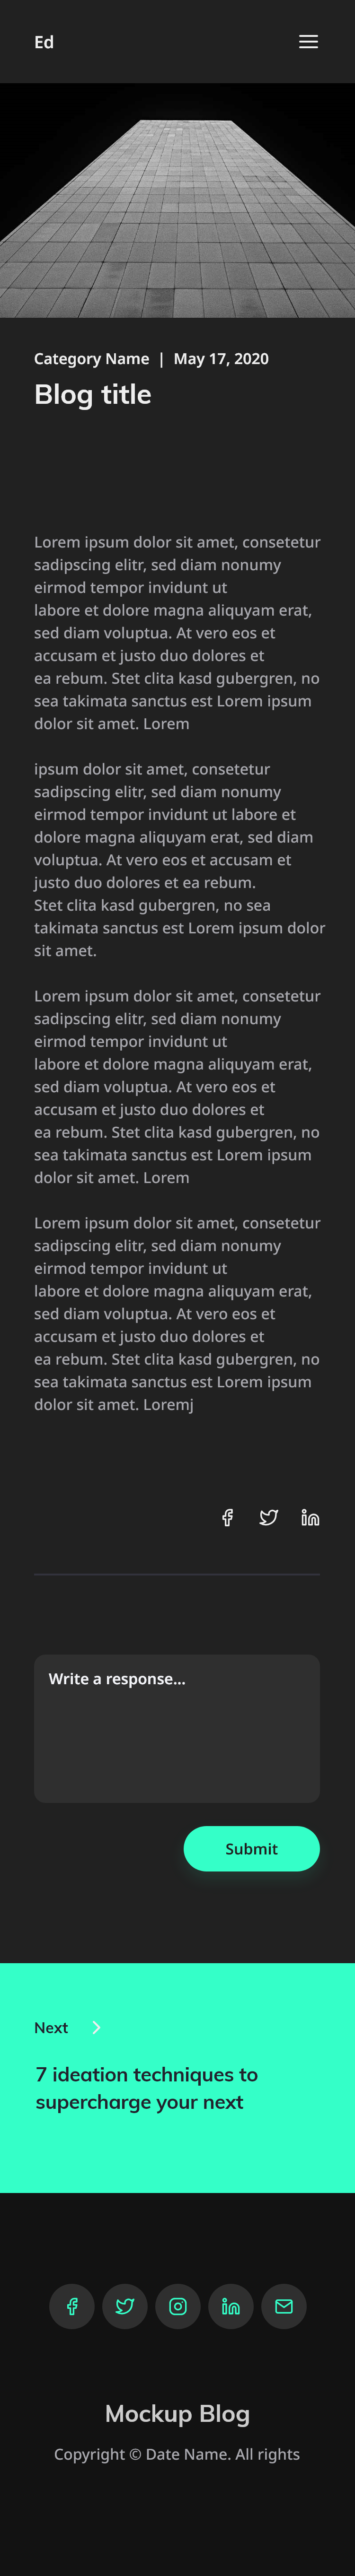 Ed
Category Name | May 17, 2020
Blog title
Lorem ipsum dolor sit amet, consetetur
sadipscing elitr, sed diam nonumy
eirmod tempor invidunt ut
labore et dolore magna aliquyam erat,
sed diam voluptua. At vero eos et
accusam et justo duo dolores et
ea rebum. Stet clita kasd gubergren, no
sea takimata sanctus est Lorem ipsum
dolor sit amet. Lorem
ipsum dolor sit amet, consetetur
sadipscing elitr, sed diam nonumy
eirmod tempor invidunt ut labore et
dolore magna aliquyam erat, sed diam
voluptua. At vero eos et accusam et
justo duo dolores et ea rebum.
Stet clita kasd gubergren, no sea
takimata sanctus est Lorem ipsum dolor
sit amet.
Lorem ipsum dolor sit amet, consetetur
sadipscing elitr, sed diam nonumy
eirmod tempor invidunt ut
labore et dolore magna aliquyam erat,
sed diam voluptua. At vero eos et
accusam et justo duo dolores et
ea rebum. Stet clita kasd gubergren, no
sea takimata sanctus est Lorem ipsum
dolor sit amet. Lorem
Lorem ipsum dolor sit amet, consetetur
sadipscing elitr, sed diam nonumy
eirmod tempor invidunt ut
labore et dolore magna aliquyam erat,
sed diam voluptua. At vero eos et
accusam et justo duo dolores et
ea rebum. Stet clita kasd gubergren, no
sea takimata sanctus est Lorem ipsum
dolor sit amet. Loremj
Write a response...
Submit
Next
7 ideation techniques to
supercharge your next
Mockup Blog
Copyright © Date Name. All rights